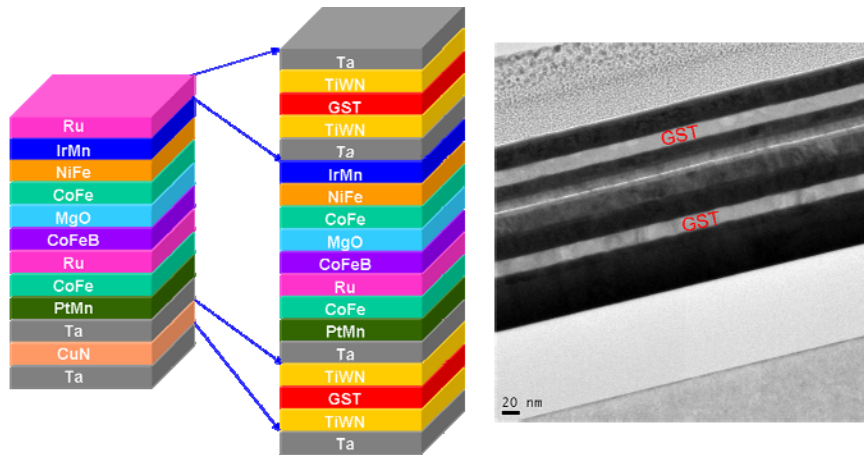 Ru
IrMn
NiFe
CoFe
MgO
CoFeB
Ru
CoFe
PtMn
Ta
CuN
Ta
Ta
TiWN
GST
TiWN
Ta
IrMn
NiFe
CoFe
MgO
CoFeB
Ru
CoFe
PtMn
Ta
TiWN
GST
TiWN
Ta
GST
GST
20 nm